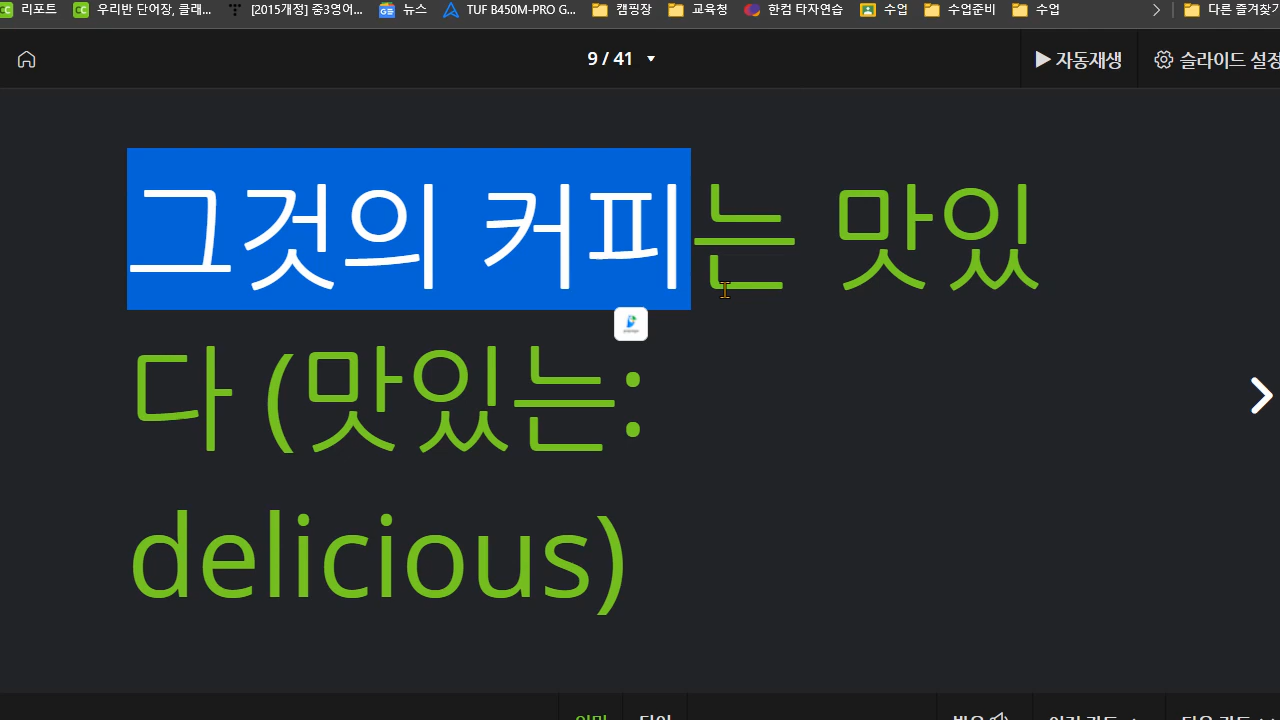 리포트 우리반 단어장, 클래... [2015개정] 중3영어... 뉴스 TUF B450M-PRO G... 캠핑장 교육청 한컴 타자연습 수업 수업준비 수업 다른 즐겨찾기
9 / 41 자동재생 슬라이드 설정
그것의 커피는 맛있
다 (맛있는:
delicious)